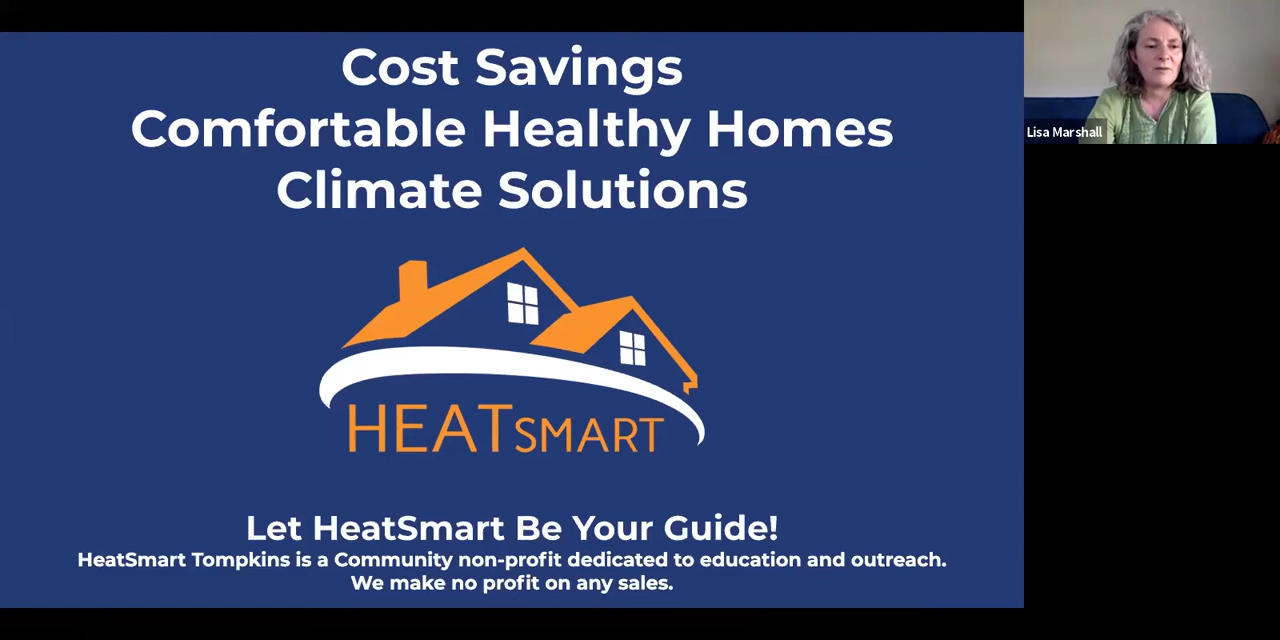 Cost Savings
Comfortable Healthy Homes
Climate Solutions
HEATSMART
Let HeatSmart Be Your Guide!
HeatSmart Tompkins is a Community non-profit dedicated to education and outreach.
We make no profit on any sales.
Lisa Marshall